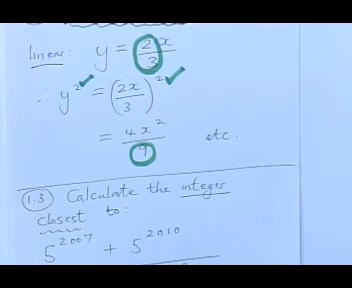 linear: y = 2x/3
∴ y² = (2x/3)²
= 4x²/9 etc.
1.3 Calculate the integer
closest to:
5²⁰⁰⁷ + 5²⁰¹⁰